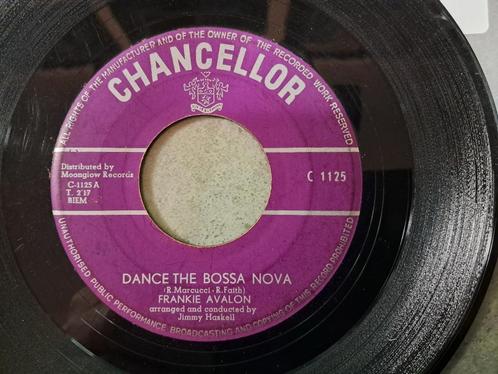 ALL RIGHTS OF THE MANUFACTURER AND OF THE OWNER OF THE RECORDED WORK RESERVED
CHANCELLOR
Distributed by
Moonglow Records
C-1125 A
T. 2'17
BIEM
C 1125
DANCE THE BOSSA NOVA
(R. Marcucci - R. Faith)
FRANKIE AVALON
arranged and conducted by
Jimmy Haskell
UNAUTHORISED PUBLIC PERFORMANCE, BROADCASTING AND COPYING OF THIS RECORD PROHIBITED